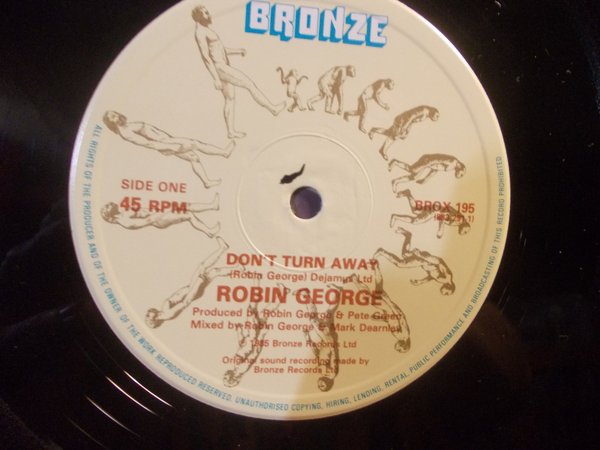 BRONZE
SIDE ONE
45 RPM
BROX 195
DON'T TURN AWAY
(Robin George) Dejamus Ltd
ROBIN GEORGE
Produced by Robin George & Pete Green
Mixed by Robin George & Mark Dearnley
℗ 1985 Bronze Records Ltd
Original sound recording made by
Bronze Records Ltd
ALL RIGHTS OF THE PRODUCER AND OF THE OWNER OF THE WORK REPRODUCED RESERVED. UNAUTHORISED COPYING, HIRING, LENDING, RENTAL, PUBLIC PERFORMANCE AND BROADCASTING OF THIS RECORD PROHIBITED.